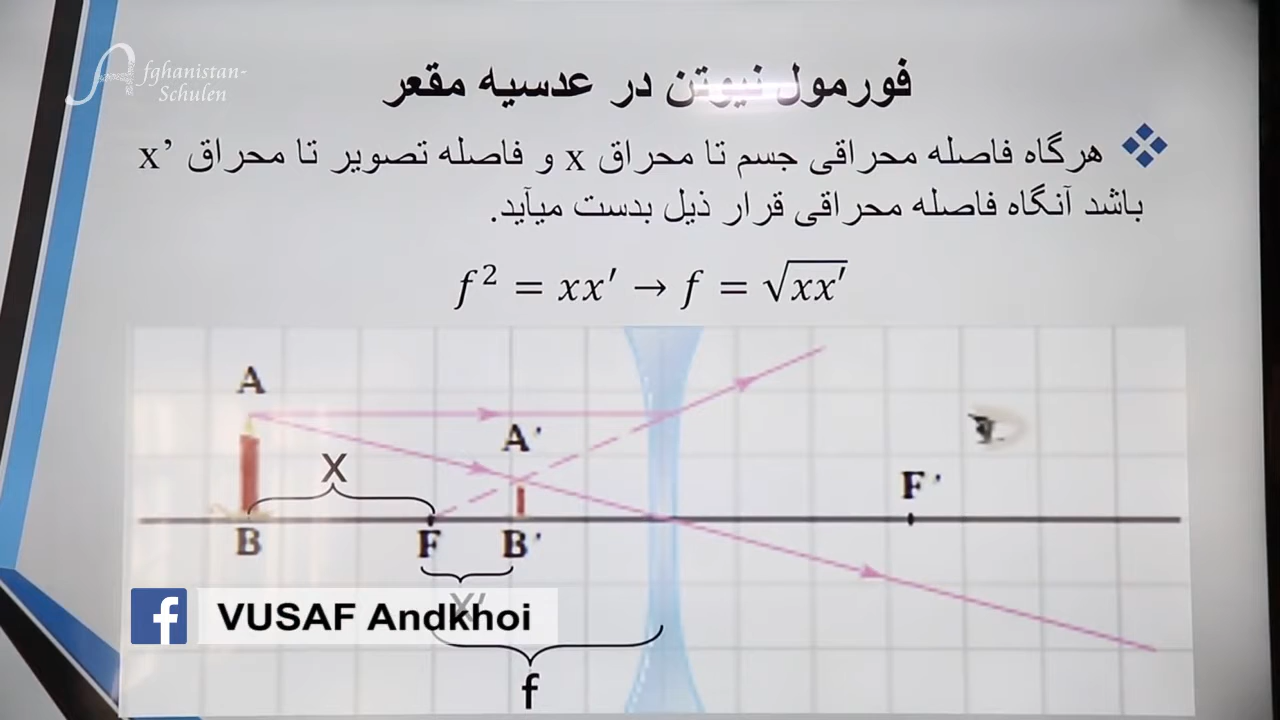 Afghanistan-
Schulen
فورمول نیوتن در عدسیه مقعر
هرگاه فاصله محراقی جسم تا محراق x و فاصله تصویر تا محراق x’
باشد آنگاه فاصله محراقی قرار ذیل بدست میآید.
f² = xx′ → f = √xx′
A
A′
X
F′
B
F
B′
X′
VUSAF Andkhoi
f